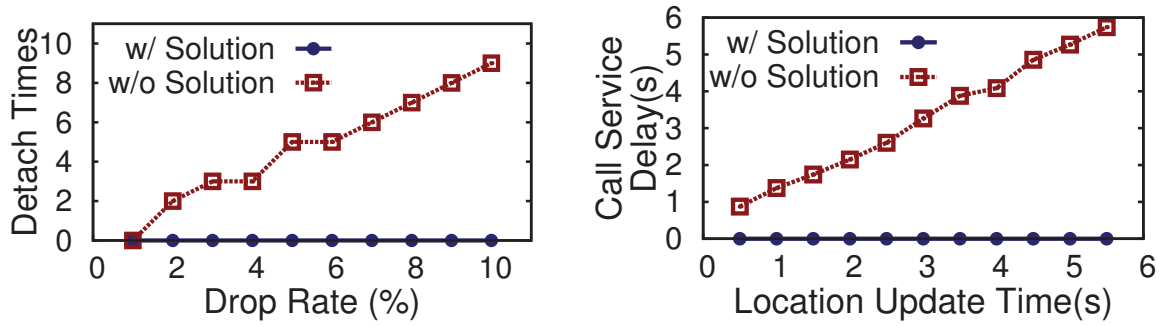 Detach Times
10
8
6
4
2
0
w/ Solution
w/o Solution
0 2 4 6 8 10
Drop Rate (%)
Call Service
Delay(s)
6
5
4
3
2
1
0
w/ Solution
w/o Solution
0 1 2 3 4 5 6
Location Update Time(s)